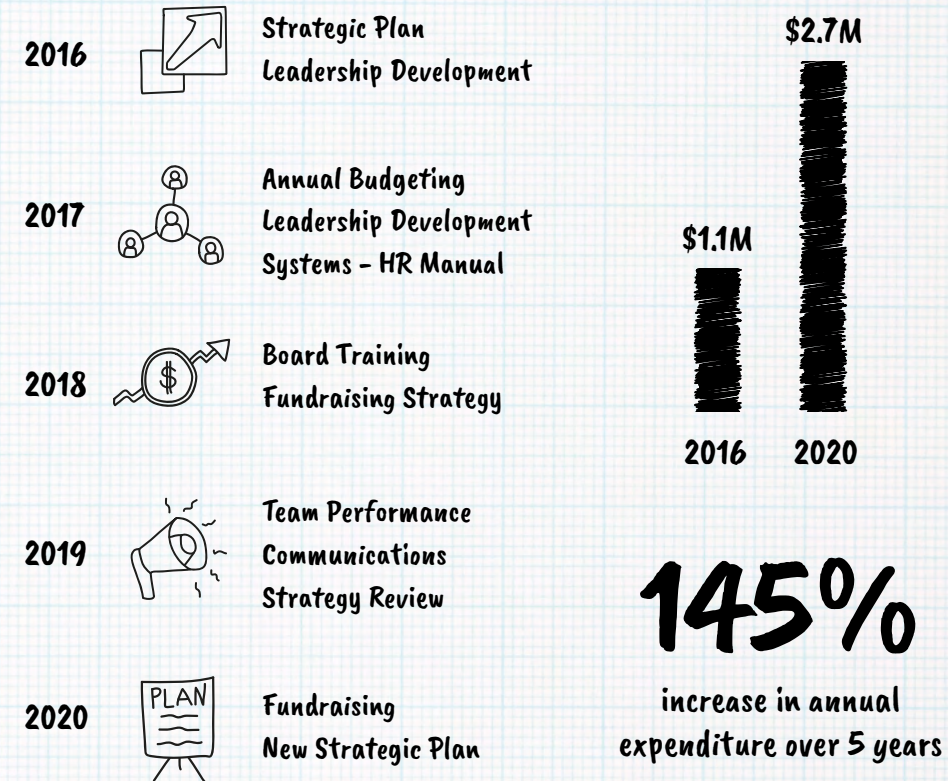 2016
Strategic Plan
Leadership Development
2017
Annual Budgeting
Leadership Development
Systems - HR Manual
2018
$
Board Training
Fundraising Strategy
2019
Team Performance
Communications
Strategy Review
2020
PLAN
Fundraising
New Strategic Plan
$2.7M
$1.1M
2016 2020
145%
increase in annual
expenditure over 5 years